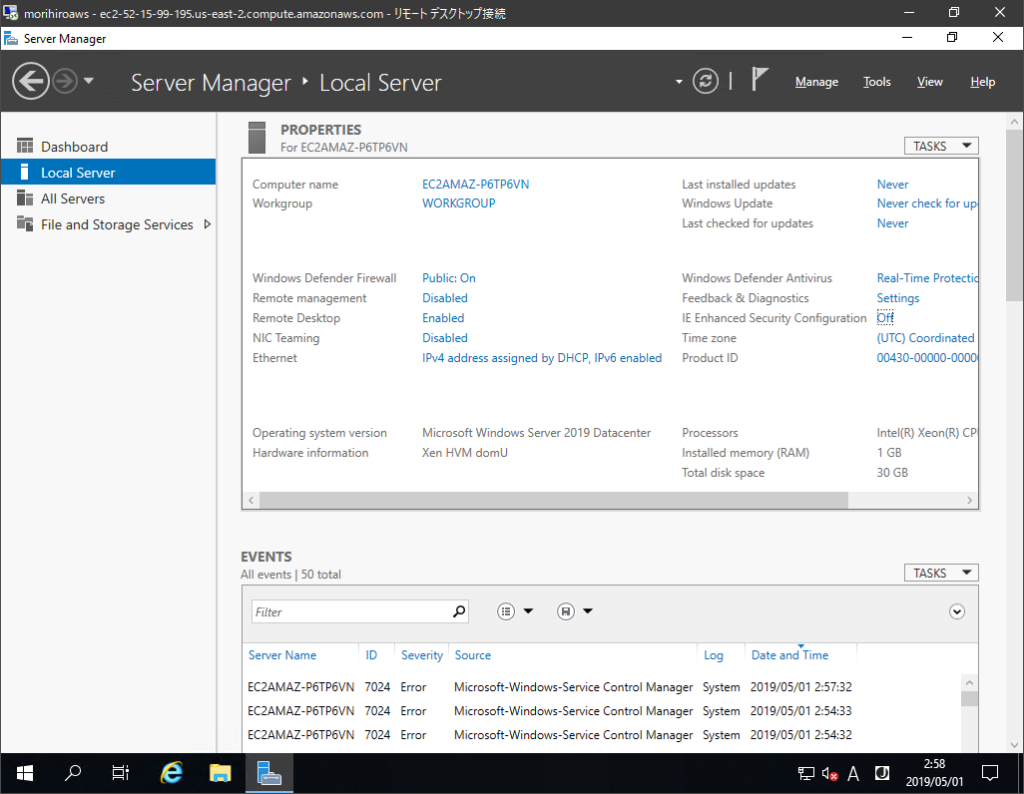 morihiroaws - ec2-52-15-99-195.us-east-2.compute.amazonaws.com - リモート デスクトップ接続
Server Manager
Server Manager ‣ Local Server
Manage Tools View Help
Dashboard
Local Server
All Servers
File and Storage Services
PROPERTIES
For EC2AMAZ-P6TP6VN
TASKS
Computer name EC2AMAZ-P6TP6VN Last installed updates Never
Workgroup WORKGROUP Windows Update Never check for up
Last checked for updates Never
Windows Defender Firewall Public: On Windows Defender Antivirus Real-Time Protectic
Remote management Disabled Feedback & Diagnostics Settings
Remote Desktop Enabled IE Enhanced Security Configuration Off
NIC Teaming Disabled Time zone (UTC) Coordinated
Ethernet IPv4 address assigned by DHCP, IPv6 enabled Product ID 00430-00000-0000
Operating system version Microsoft Windows Server 2019 Datacenter Processors Intel(R) Xeon(R) CP
Hardware information Xen HVM domU Installed memory (RAM) 1 GB
Total disk space 30 GB
EVENTS
All events | 50 total
TASKS
Filter
Server Name ID Severity Source Log Date and Time
EC2AMAZ-P6TP6VN 7024 Error Microsoft-Windows-Service Control Manager System 2019/05/01 2:57:32
EC2AMAZ-P6TP6VN 7024 Error Microsoft-Windows-Service Control Manager System 2019/05/01 2:54:33
EC2AMAZ-P6TP6VN 7024 Error Microsoft-Windows-Service Control Manager System 2019/05/01 2:54:32
A
2:58
2019/05/01